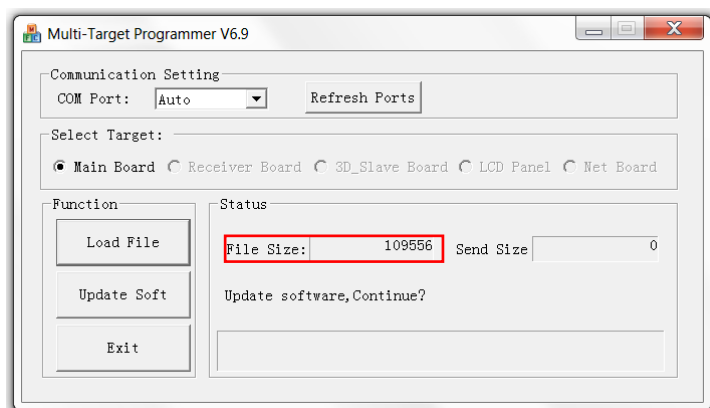 Multi-Target Programmer V6.9
Communication Setting
COM Port: Auto Refresh Ports
Select Target:
Main Board Receiver Board 3D_Slave Board LCD Panel Net Board
Function
Status
Load File
File Size: 109556 Send Size 0
Update Soft
Update software,Continue?
Exit